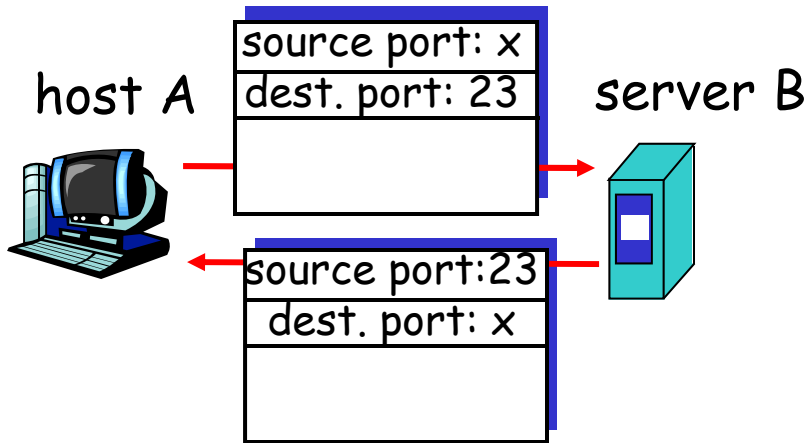 source port: x
dest. port: 23
host A
server B
source port:23
dest. port: x